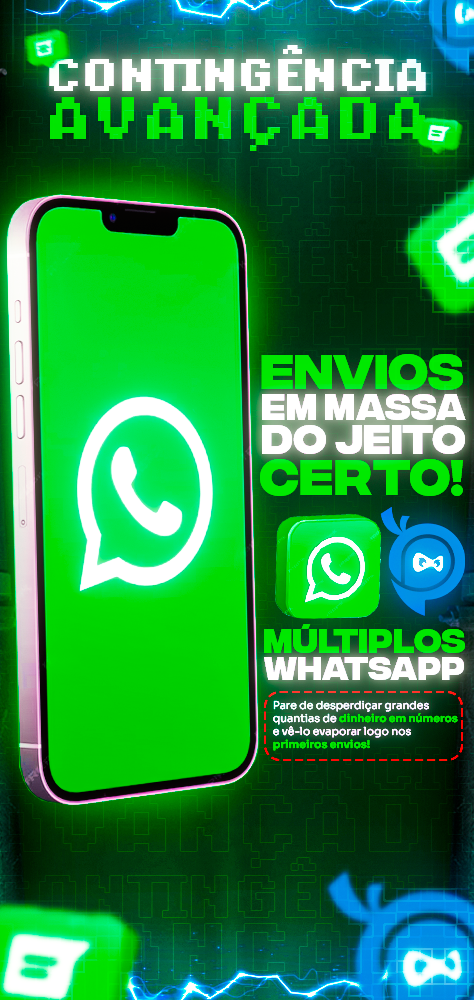 CONTINGÊNCIA
AVANÇADA
ENVIOS
EM MASSA
DO JEITO
CERTO!
MÚLTIPLOS
WHATSAPP
Pare de desperdiçar grandes
quantias de dinheiro em números
e vê-lo evaporar logo nos
primeiros envios!